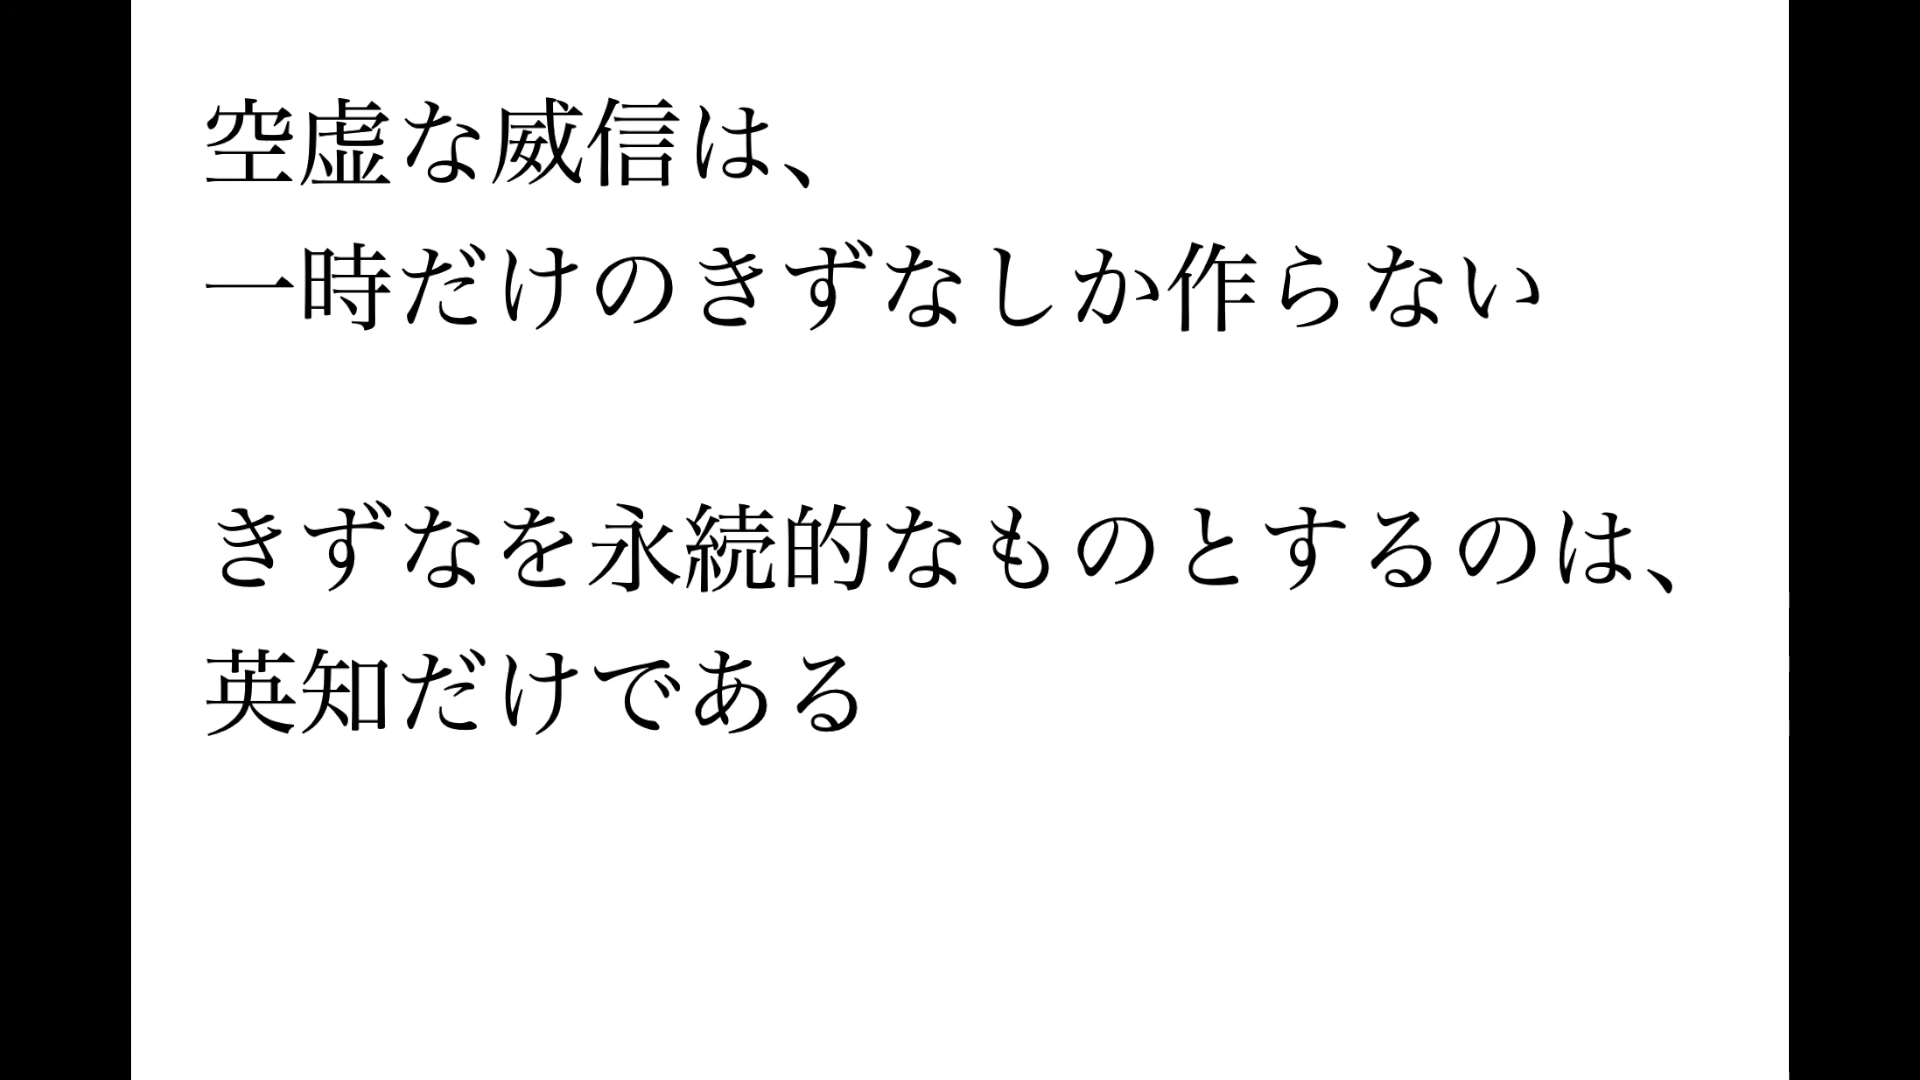 空虚な威信は、
一時だけのきずなしか作らない
きずなを永続的なものとするのは、
英知だけである